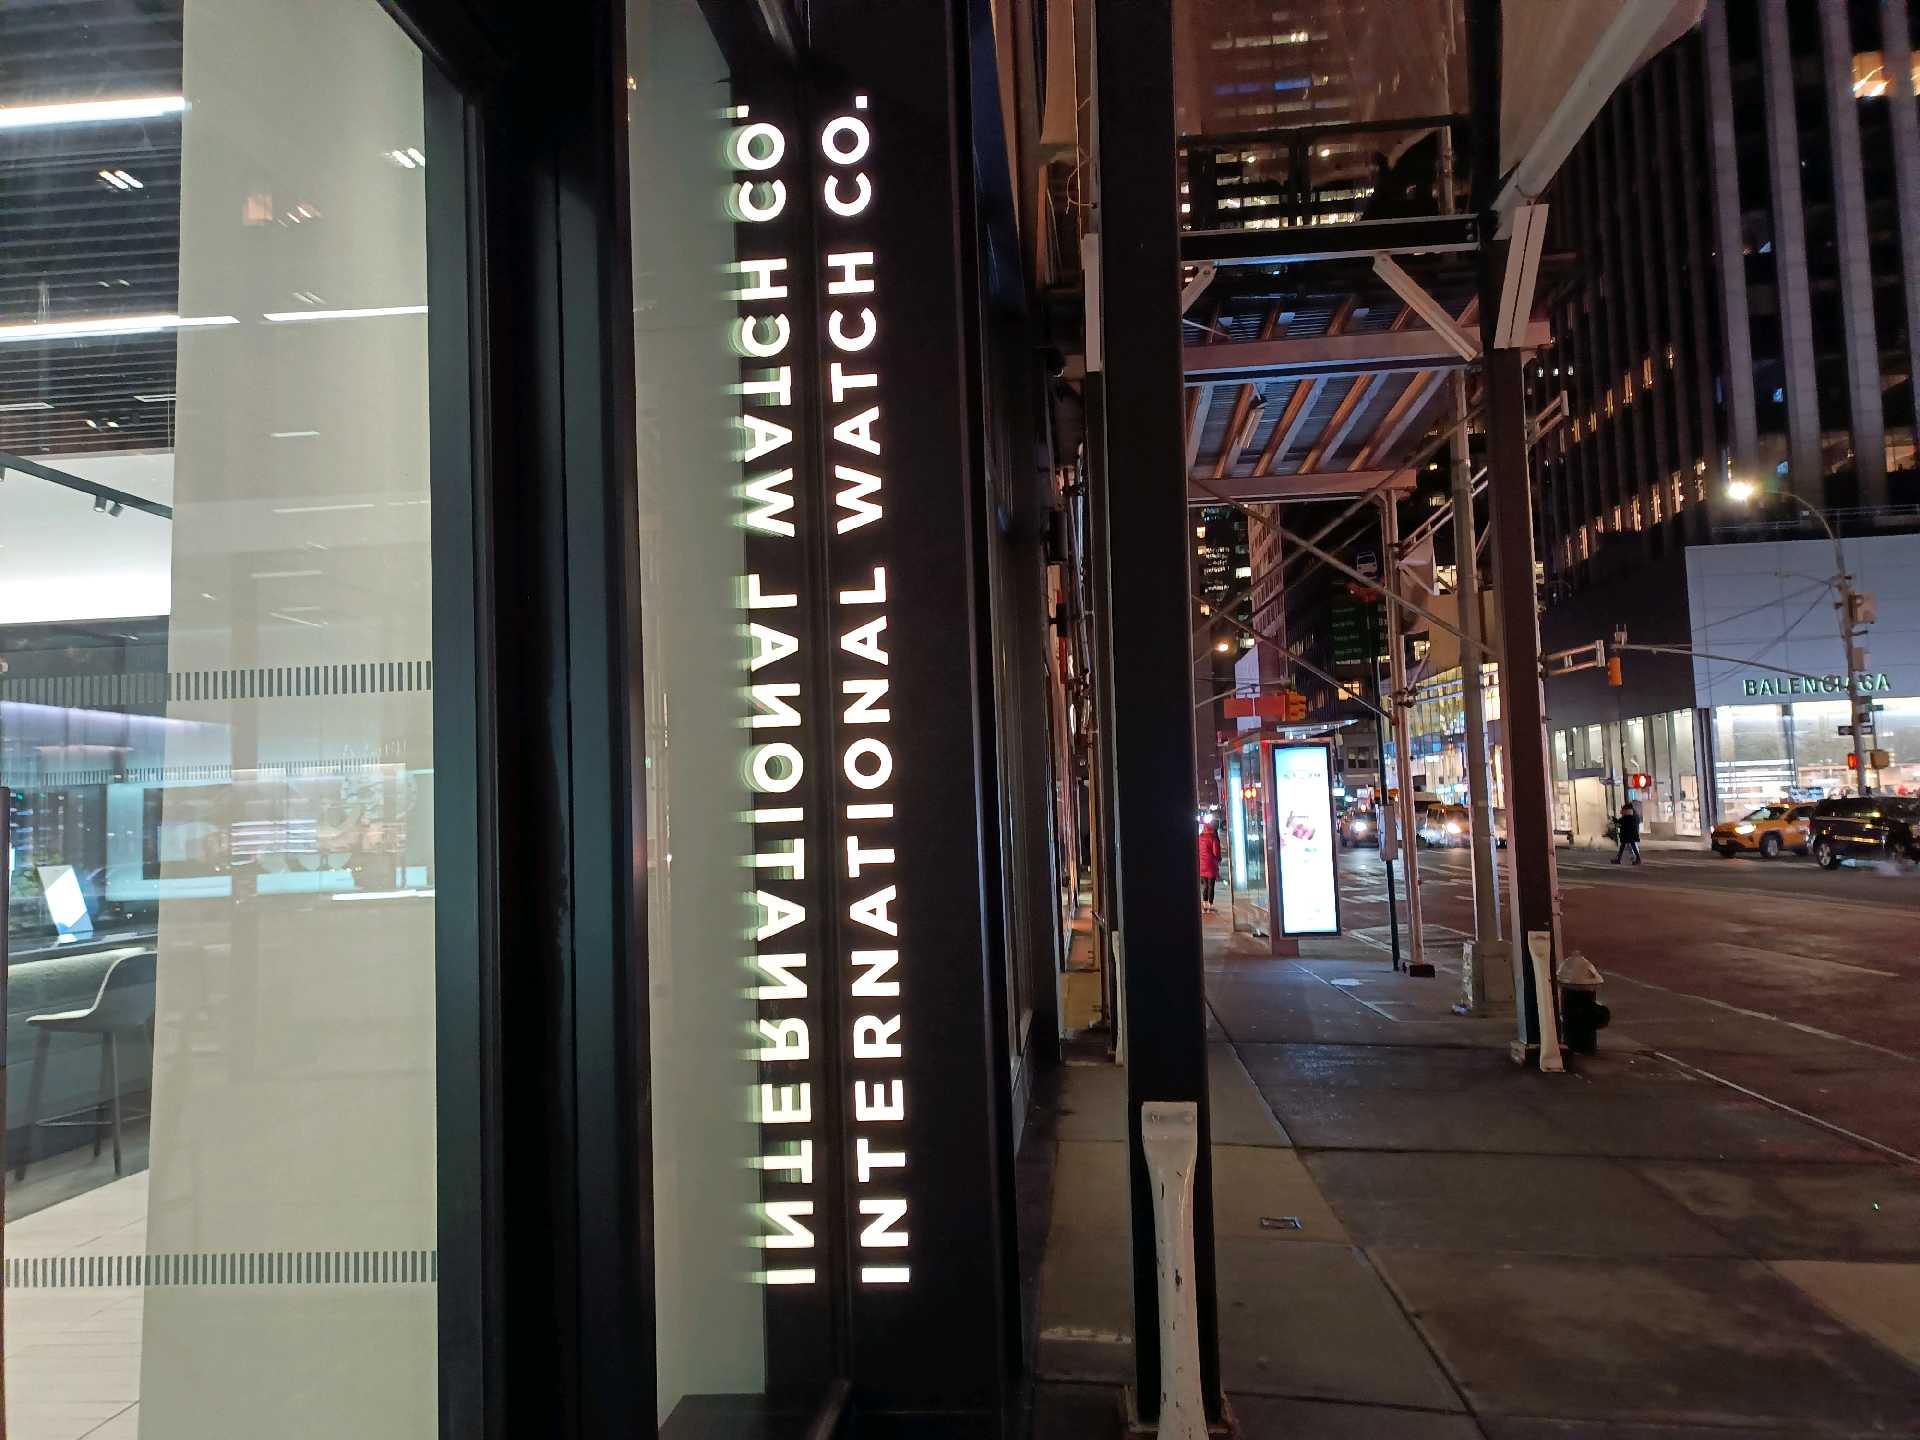 INTERNATIONAL WATCH CO.
INTERNATIONAL WATCH CO.
BALENCIAGA